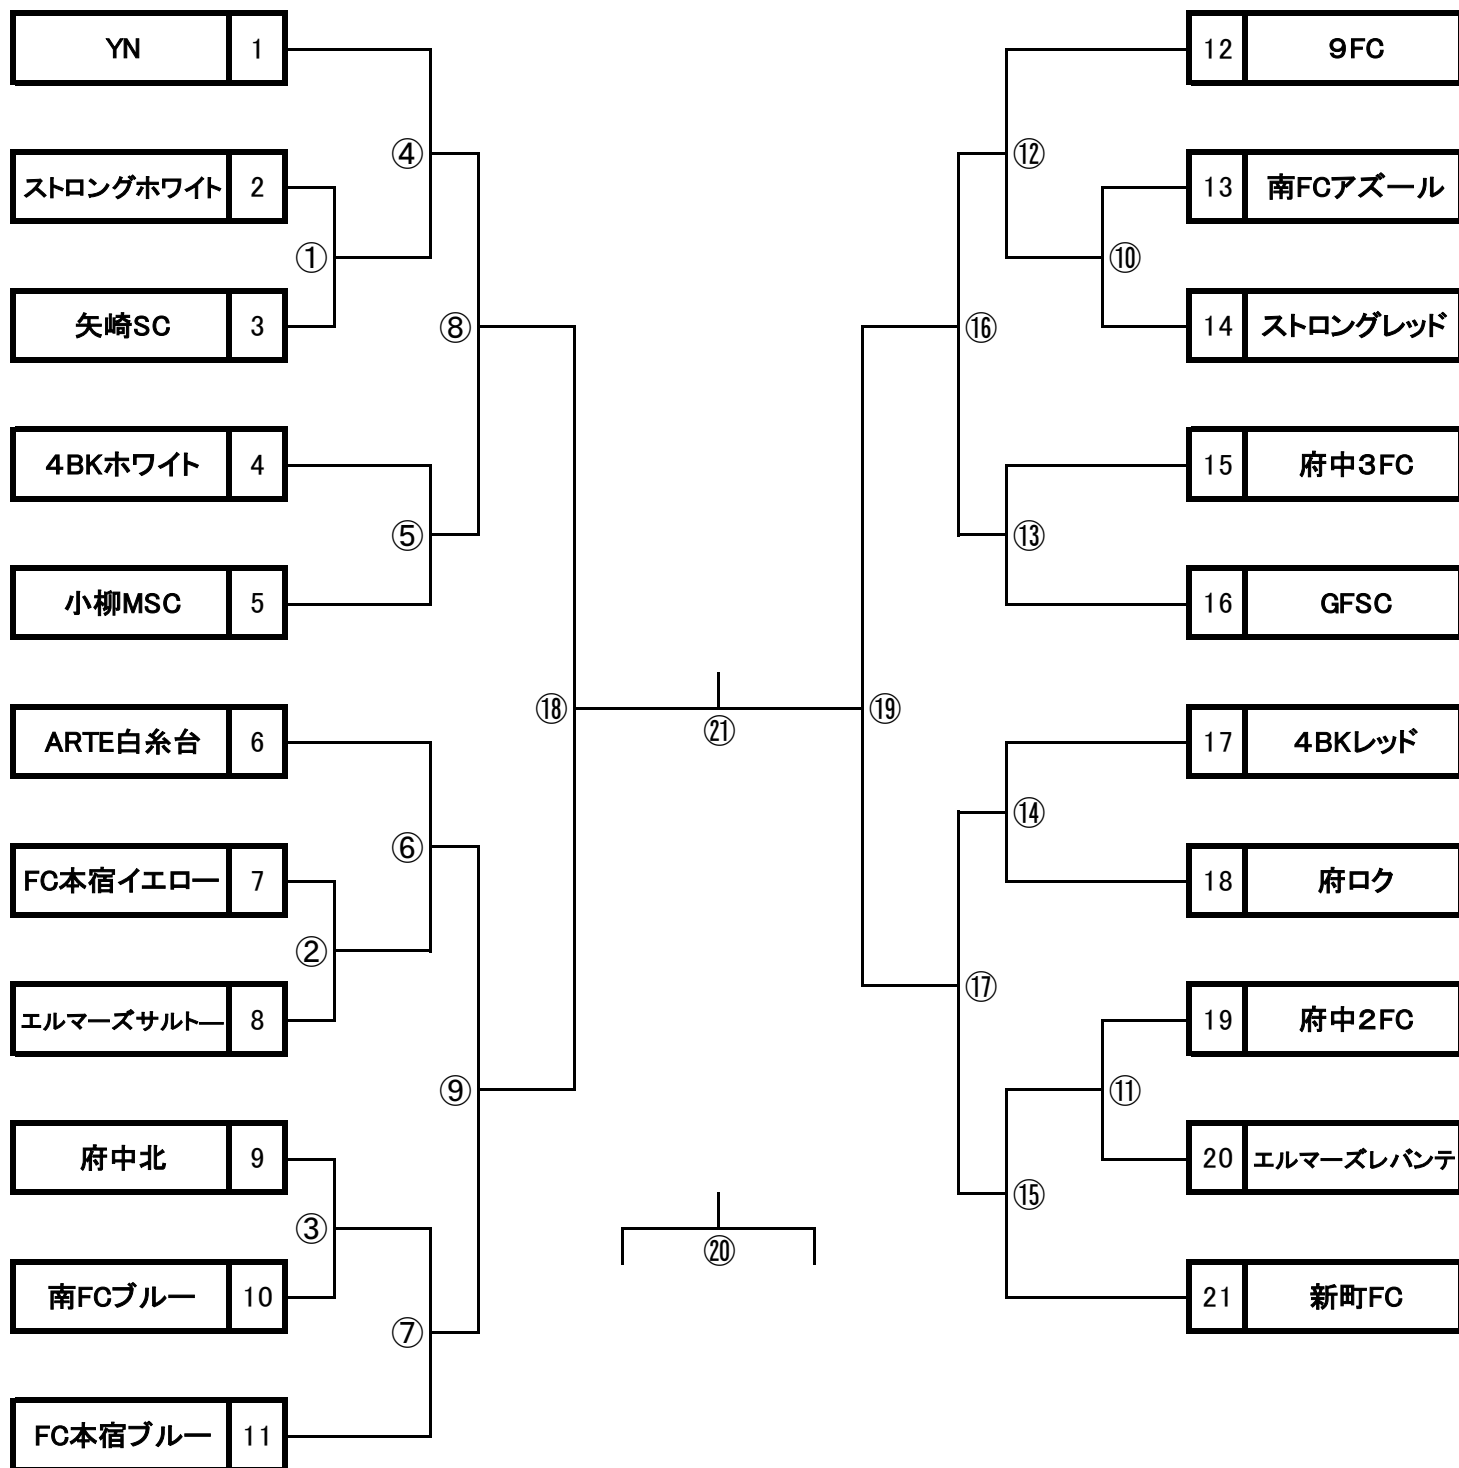 YN 1
④
ストロングホワイト 2
①
矢崎SC 3
⑧
4BKホワイト 4
⑤
小柳MSC 5
⑱
ARTE白糸台 6
⑥
FC本宿イエロー 7
②
エルマーズサルトー 8
⑨
府中北 9
③
南FCブルー 10
⑦
FC本宿ブルー 11
㉑
⑳
12 9FC
⑫
13 南FCアズール
⑩
14 ストロングレッド
⑯
15 府中3FC
⑬
16 GFSC
⑲
17 4BKレッド
⑭
18 府ロク
⑰
19 府中2FC
⑪
20 エルマーズレバンテ
⑮
21 新町FC